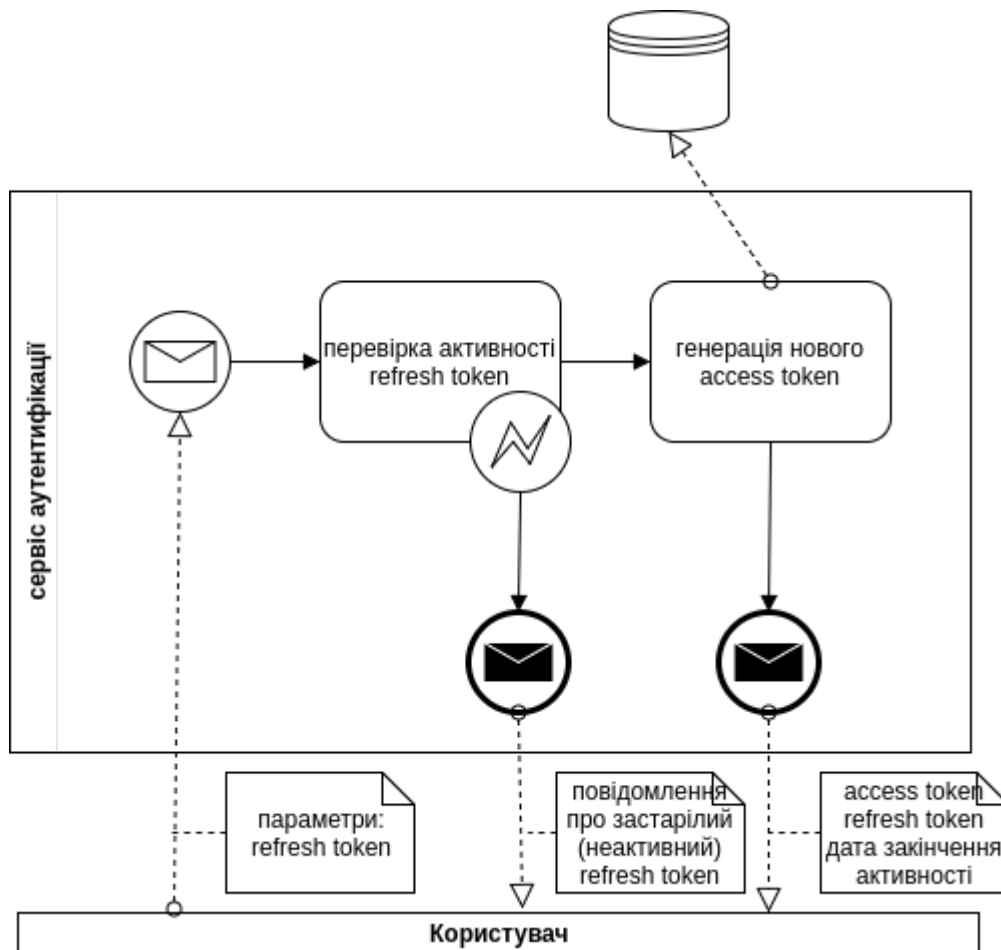 сервіс аутентифікації
перевірка активності
refresh token
генерація нового
access token
параметри:
refresh token
повідомлення
про застарілий
(неактивний)
refresh token
access token
refresh token
дата закінчення
активності
Користувач